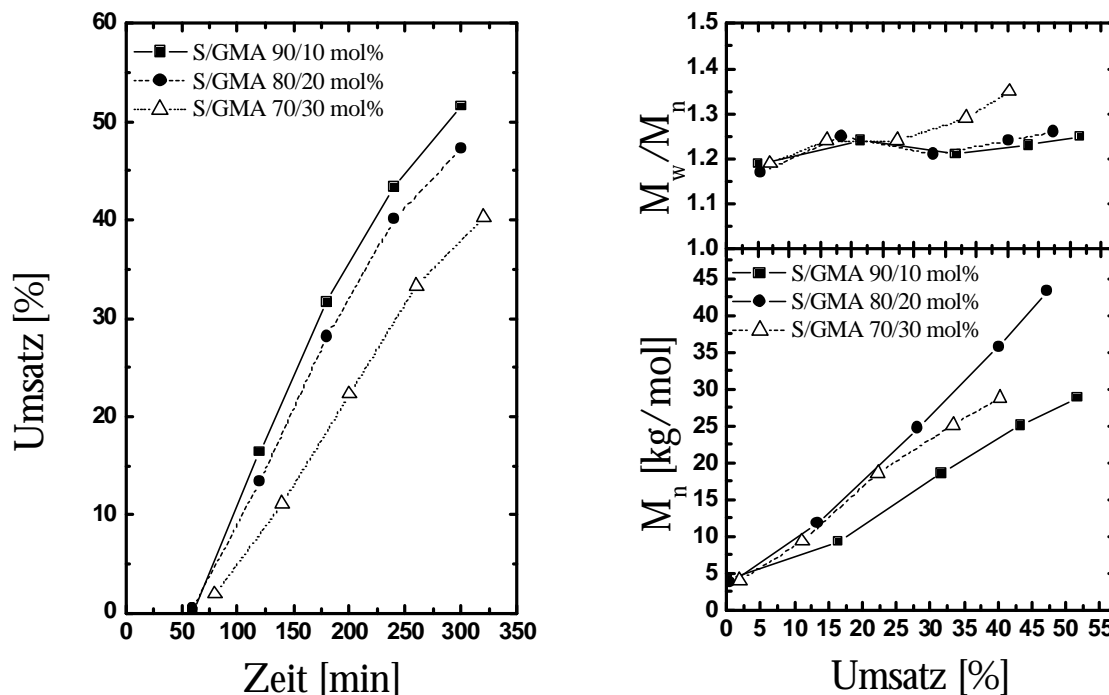 60
50
40
30
20
10
0
Umsatz [%]
S/GMA 90/10 mol%
S/GMA 80/20 mol%
S/GMA 70/30 mol%
0 50 100 150 200 250 300 350
Zeit [min]
1.5
1.4
1.3
1.2
1.1
1.0
M_w/M_n
45
40
35
30
25
20
15
10
5
0
M_n [kg/mol]
S/GMA 90/10 mol%
S/GMA 80/20 mol%
S/GMA 70/30 mol%
0 5 10 15 20 25 30 35 40 45 50 55
Umsatz [%]